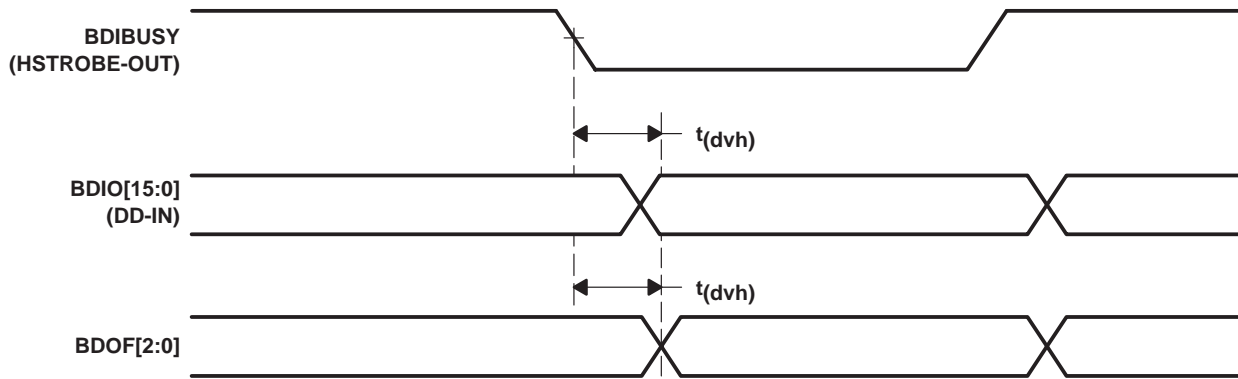 BDIBUSY
(HSTROBE-OUT)
t(dvh)
BDIO[15:0]
(DD-IN)
t(dvh)
BDOF[2:0]